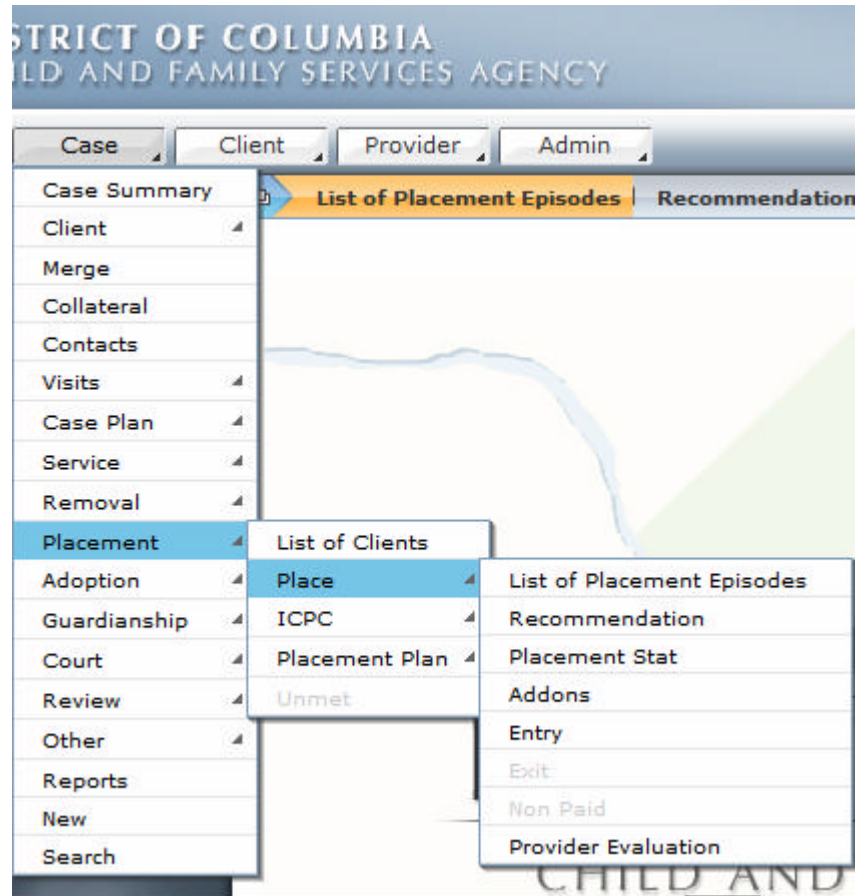 STRICT OF COLUMBIA
ILD AND FAMILY SERVICES AGENCY
Case Client Provider Admin
List of Placement Episodes Recommendation
Case Summary
Client
Merge
Collateral
Contacts
Visits
Case Plan
Service
Removal
Placement
Adoption
Guardianship
Court
Review
Other
Reports
New
Search
List of Clients
Place
ICPC
Placement Plan
Unmet
List of Placement Episodes
Recommendation
Placement Stat
Addons
Entry
Exit
Non Paid
Provider Evaluation
CHILD AND